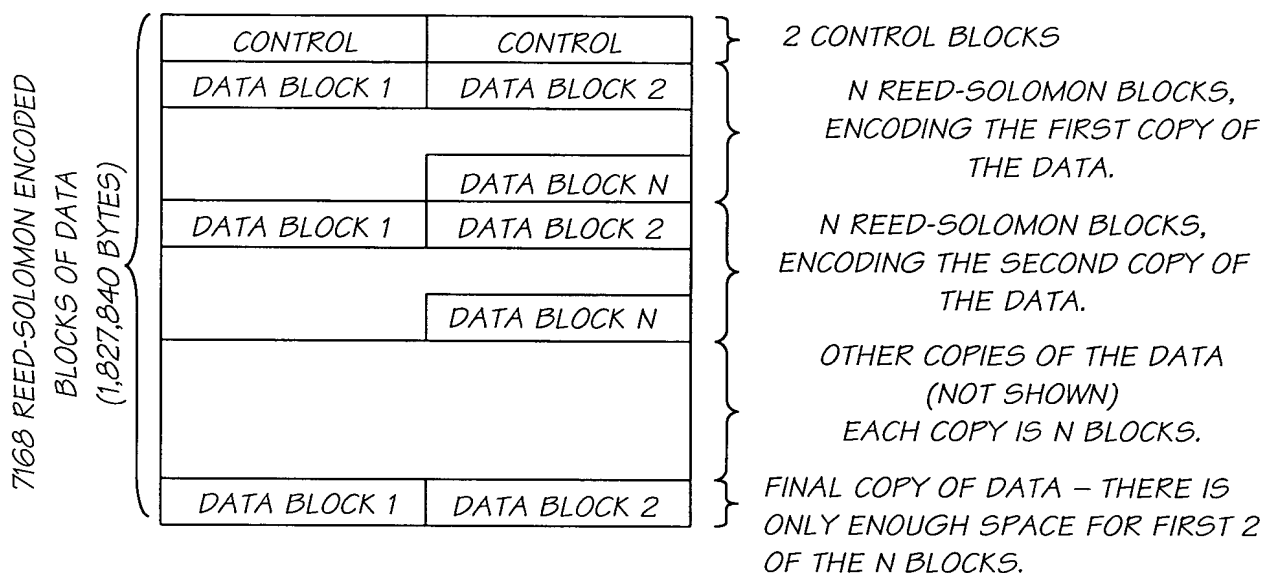 7168 REED-SOLOMON ENCODED
BLOCKS OF DATA
(1,827,840 BYTES)
CONTROL CONTROL
2 CONTROL BLOCKS
DATA BLOCK 1 DATA BLOCK 2
DATA BLOCK N
N REED-SOLOMON BLOCKS,
ENCODING THE FIRST COPY OF
THE DATA.
DATA BLOCK 1 DATA BLOCK 2
DATA BLOCK N
N REED-SOLOMON BLOCKS,
ENCODING THE SECOND COPY OF
THE DATA.
OTHER COPIES OF THE DATA
(NOT SHOWN)
EACH COPY IS N BLOCKS.
DATA BLOCK 1 DATA BLOCK 2
FINAL COPY OF DATA – THERE IS
ONLY ENOUGH SPACE FOR FIRST 2
OF THE N BLOCKS.